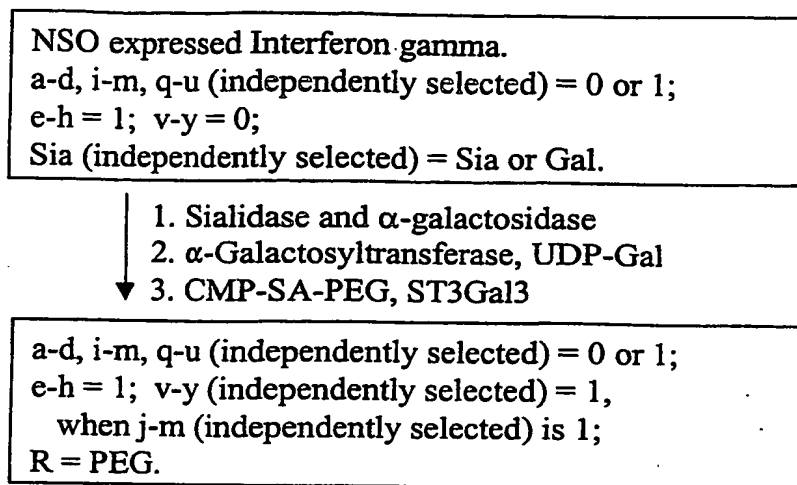 NSO expressed Interferon gamma.
a-d, i-m, q-u (independently selected) = 0 or 1;
e-h = 1; v-y = 0;
Sia (independently selected) = Sia or Gal.
1. Sialidase and α-galactosidase
2. α-Galactosyltransferase, UDP-Gal
3. CMP-SA-PEG, ST3Gal3
a-d, i-m, q-u (independently selected) = 0 or 1;
e-h = 1; v-y (independently selected) = 1,
when j-m (independently selected) is 1;
R = PEG.